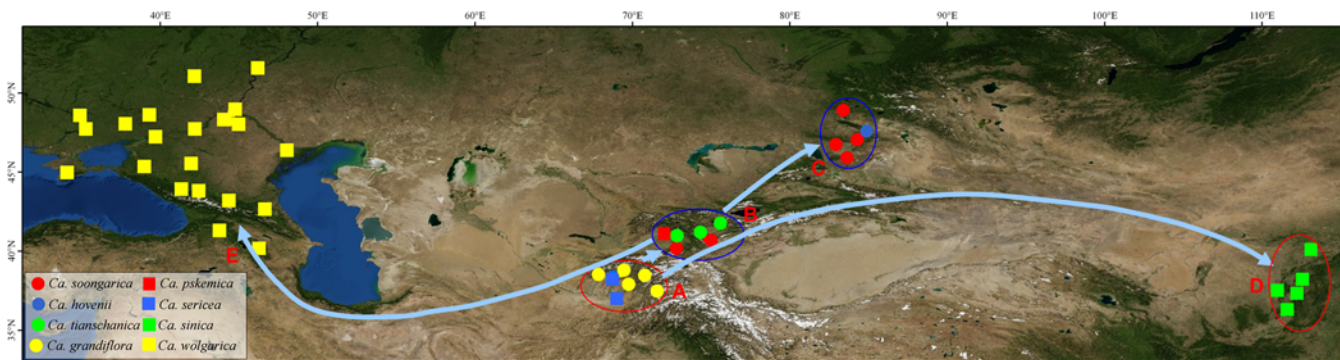 40°E 50°E 60°E 70°E 80°E 90°E 100°E 110°E
50°N
45°N
40°N
35°N
A
B
C
D
E
Ca. soongarica Ca. pskemica
Ca. hovenii Ca. sericea
Ca. tianschanica Ca. sinica
Ca. grandiflora Ca. wolgarica